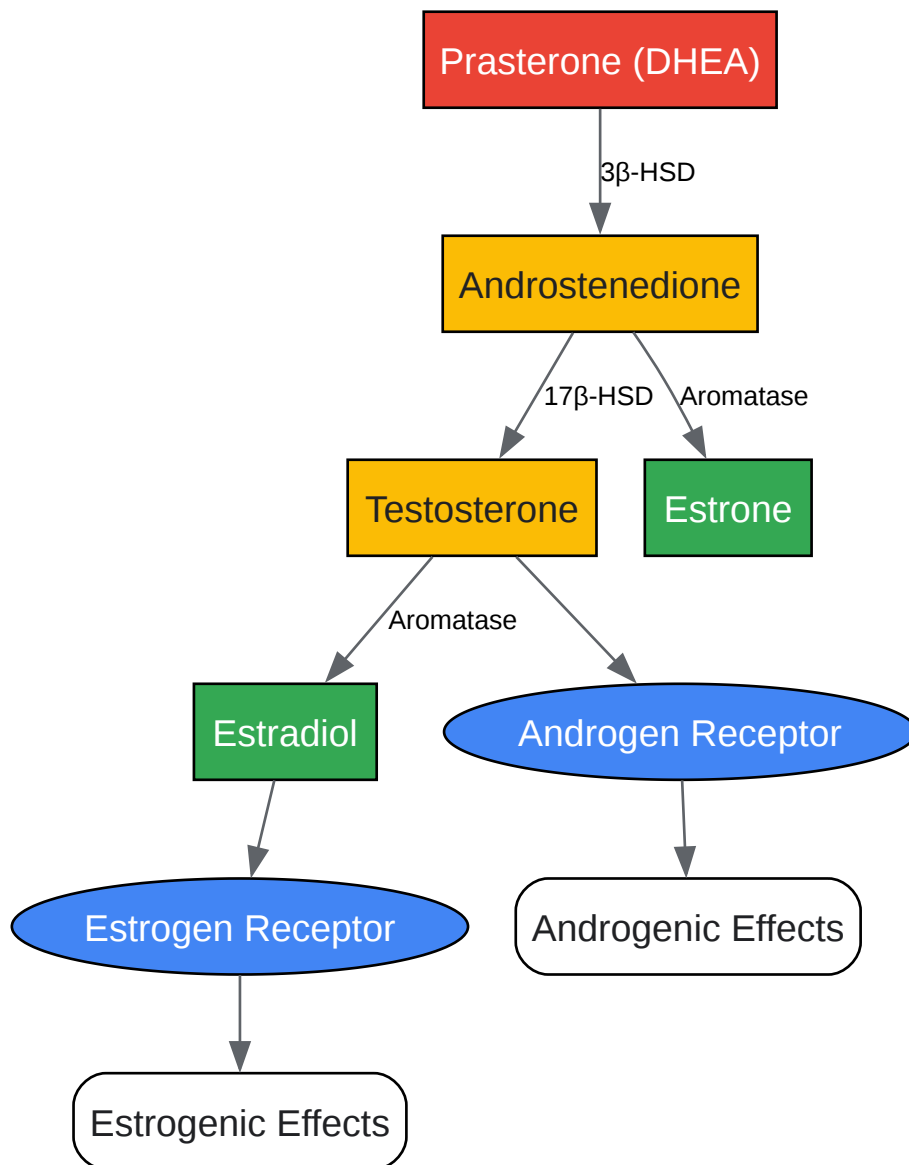 Prasterone (DHEA)
3β-HSD
Androstenedione
17β-HSD
Aromatase
Testosterone
Estrone
Aromatase
Estradiol
Androgen Receptor
Estrogen Receptor
Androgenic Effects
Estrogenic Effects